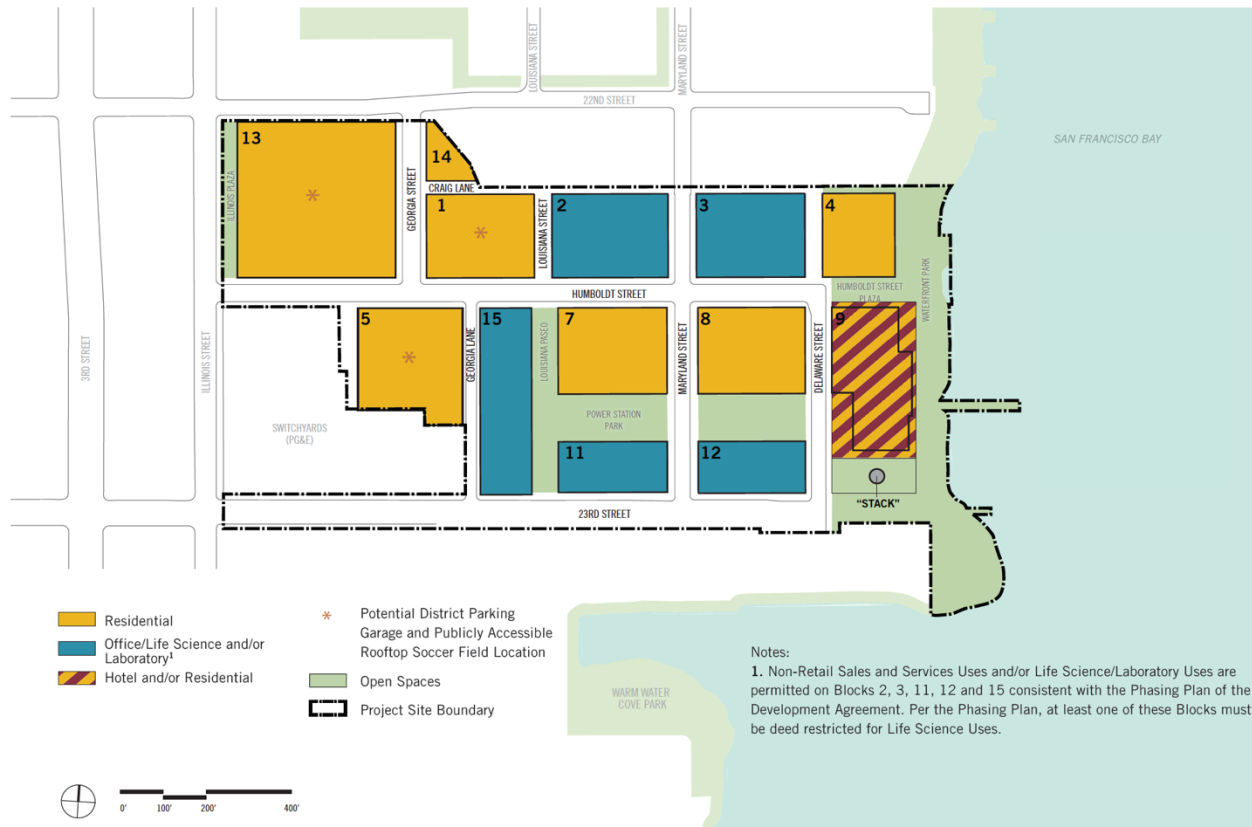 LOUISIANA STREET
MARYLAND STREET
22ND STREET
SAN FRANCISCO BAY
13
14
CRAIG LANE
ILLINOIS PLAZA
*
GEORGIA STREET
1
*
LOUISIANA STREET
2
3
4
HUMBOLDT STREET
HUMBOLDT STREET
PLAZA
WATERFRONT PARK
3RD STREET
ILLINOIS STREET
5
*
GEORGIA LANE
15
LOUISIANA PASEO
7
MARYLAND STREET
8
DELAWARE STREET
9
SWITCHYARDS
(PG&E)
POWER STATION
PARK
11
12
"STACK"
23RD STREET
Residential
Office/Life Science and/or
Laboratory¹
Hotel and/or Residential
* Potential District Parking
Garage and Publicly Accessible
Rooftop Soccer Field Location
Open Spaces
Project Site Boundary
WARM WATER
COVE PARK
Notes:
1. Non-Retail Sales and Services Uses and/or Life Science/Laboratory Uses are
permitted on Blocks 2, 3, 11, 12 and 15 consistent with the Phasing Plan of the
Development Agreement. Per the Phasing Plan, at least one of these Blocks must
be deed restricted for Life Science Uses.
0' 100' 200' 400'